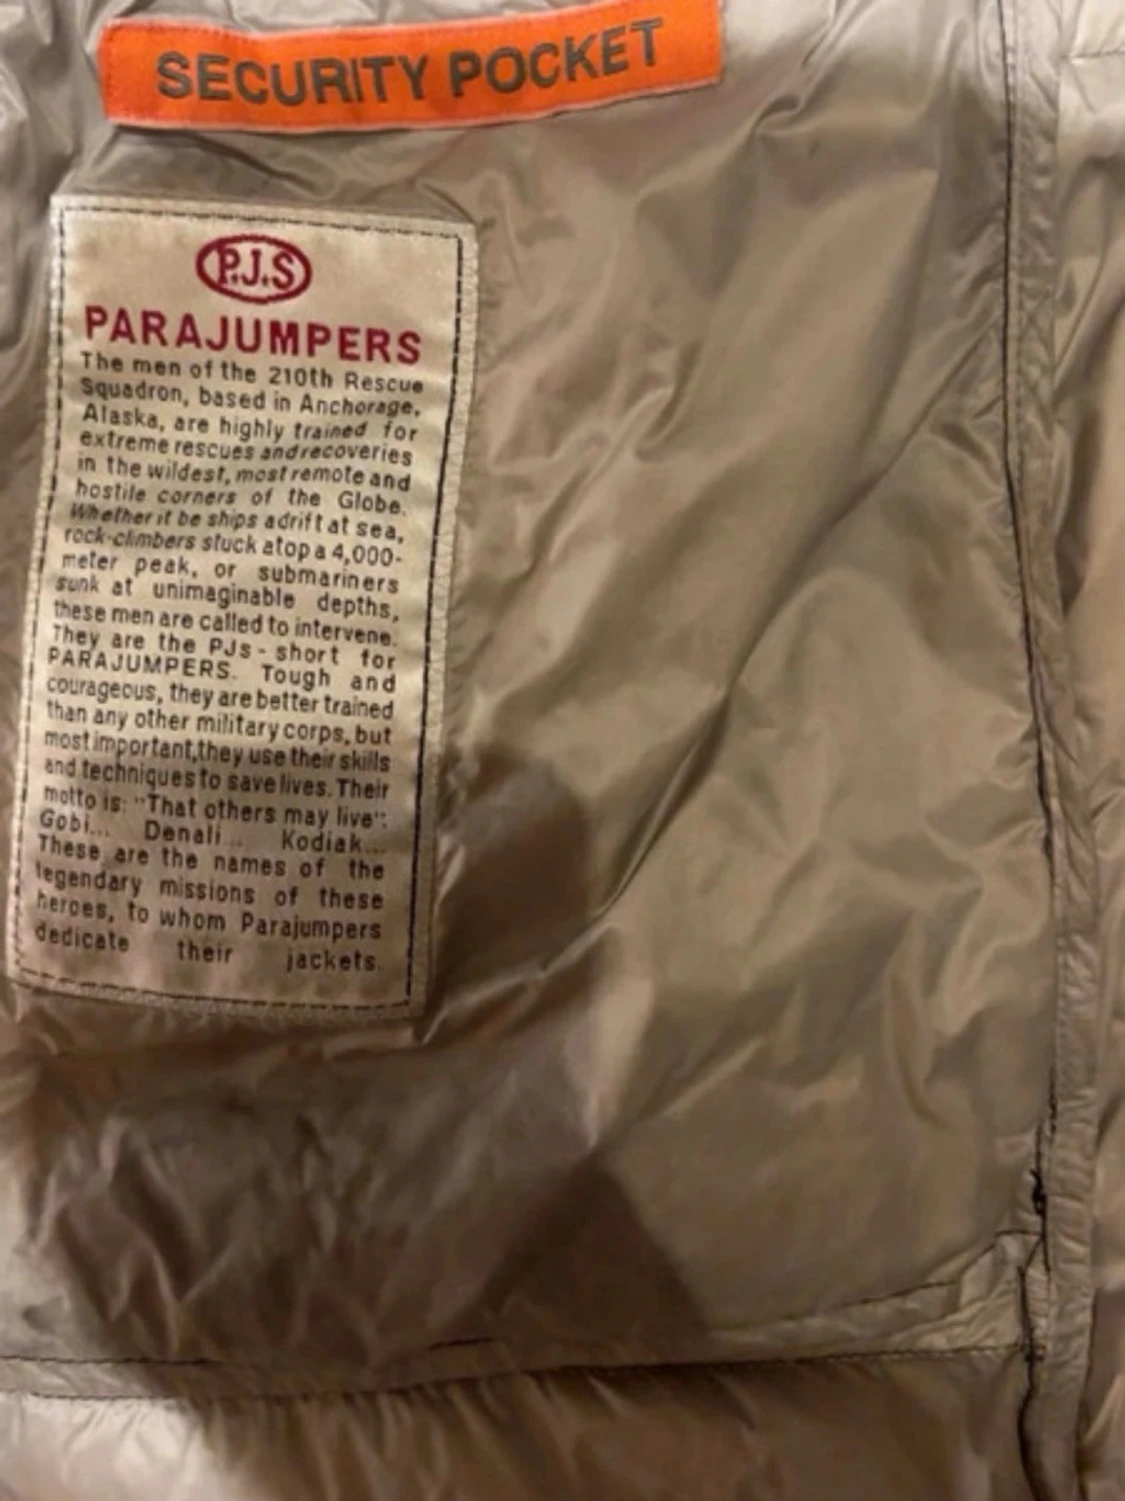 SECURITY POCKET
P.J.S
PARAJUMPERS
The men of the 210th Rescue
Squadron, based in Anchorage,
Alaska, are highly trained for
extreme rescues and recoveries
in the wildest, most remote and
hostile corners of the Globe.
Whether it be ships adrift at sea,
rock-climbers stuck atop a 4,000-
meter peak, or submariners
sunk at unimaginable depths,
these men are called to intervene.
They are the PJs - short for
PARAJUMPERS. Tough and
courageous, they are better trained
than any other military corps, but
most important, they use their skills
and techniques to save lives. Their
motto is: "That others may live".
Gobi... Denali... Kodiak...
These are the names of the
legendary missions of these
heroes, to whom Parajumpers
dedicate their jackets.